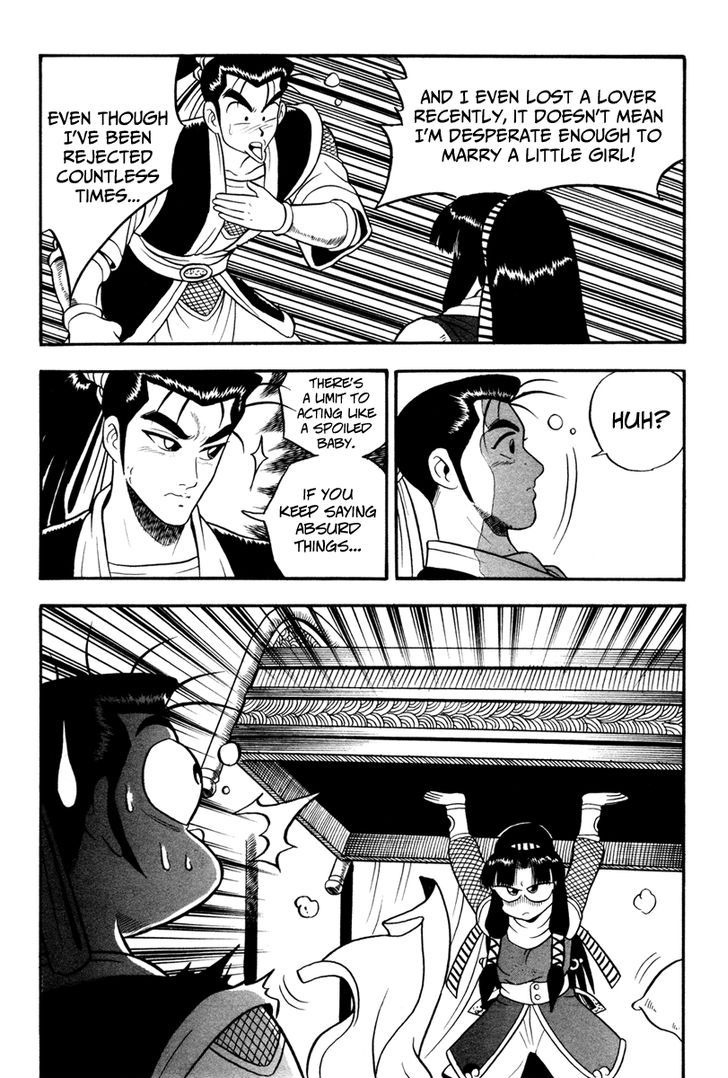 EVEN THOUGH
I'VE BEEN
REJECTED
COUNTLESS
TIMES...
AND I EVEN LOST A LOVER
RECENTLY, IT DOESN'T MEAN
I'M DESPERATE ENOUGH TO
MARRY A LITTLE GIRL!
THERE'S
A LIMIT TO
ACTING LIKE
A SPOILED
BABY.
IF YOU
KEEP SAYING
ABSURD
THINGS...
HUH?